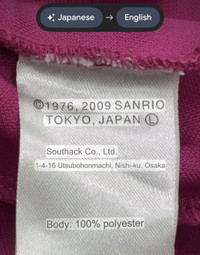 Japanese → English
©1976, 2009 SANRIO
TOKYO, JAPAN Ⓛ
Southack Co., Ltd.
1-4-16 Utsubohonmachi, Nishi-ku, Osaka
Body: 100% polyester